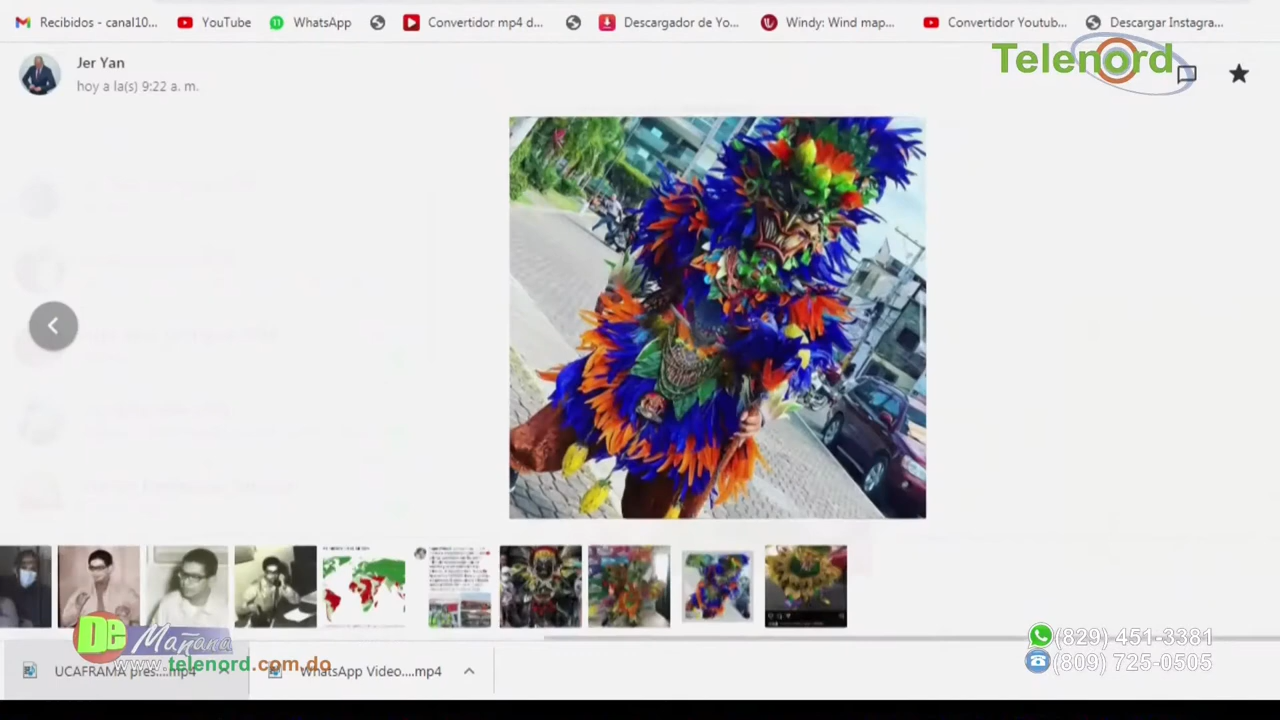 Recibidos - canal10...
YouTube
WhatsApp
Convertidor mp4 d...
Descargador de Yo...
Windy: Wind map...
Convertidor Youtub...
Descargar Instagra...
Telenord
Jer Yan
hoy a la(s) 9:22 a. m.
De Mañana
www.telenord.com.do
UCAFRAMA pres....mp4
WhatsApp Video....mp4
(829) 451-3381
(809) 725-0505